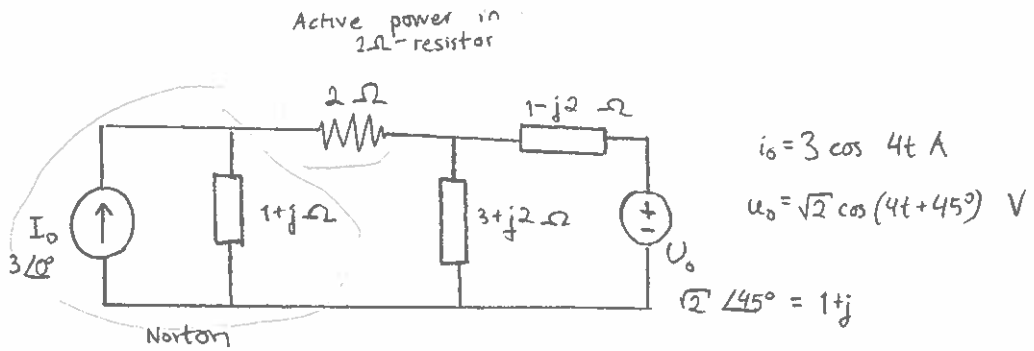 Active power in
2Ω-resistor
2 Ω
1-j2 Ω
i₀ = 3 cos 4t A
1+j Ω
3+j2 Ω
u₀ = √2 cos(4t+45°) V
I₀
3∠0°
+
-
U₀
√2 ∠45° = 1+j
Norton